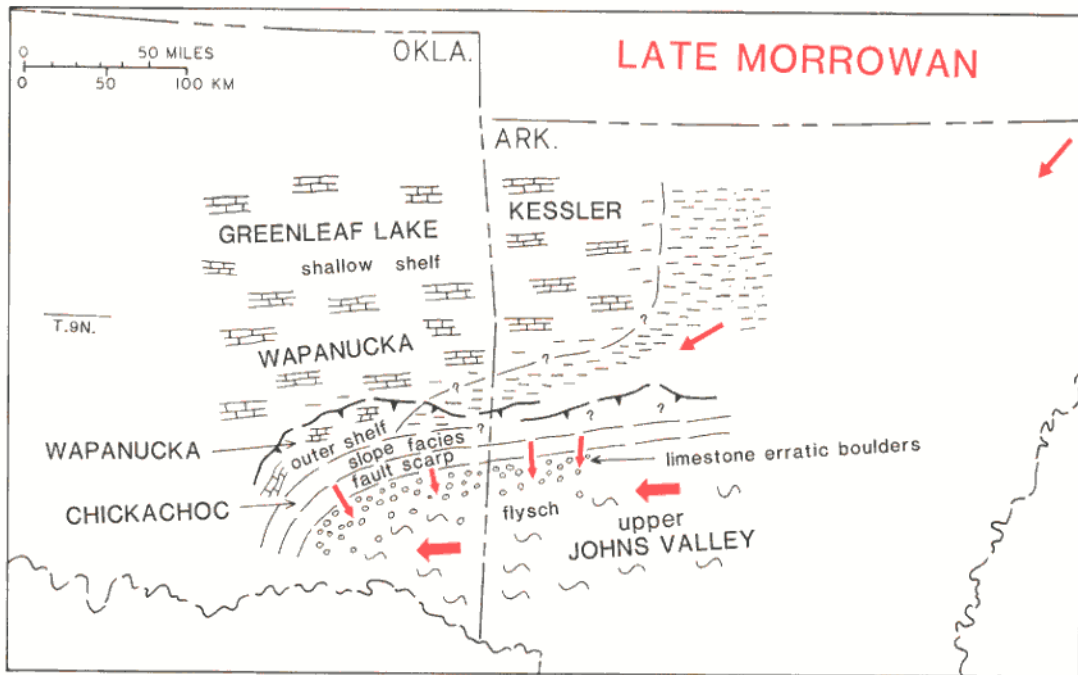 LATE MORROWAN
OKLA.
0 50 MILES
0 50 100 KM
ARK.
KESSLER
GREENLEAF LAKE
shallow shelf
T.9N.
WAPANUCKA
?
?
?
?
?
WAPANUCKA
outer shelf
slope facies
fault scarp
limestone erratic boulders
CHICKACHOC
flysch
upper
JOHNS VALLEY